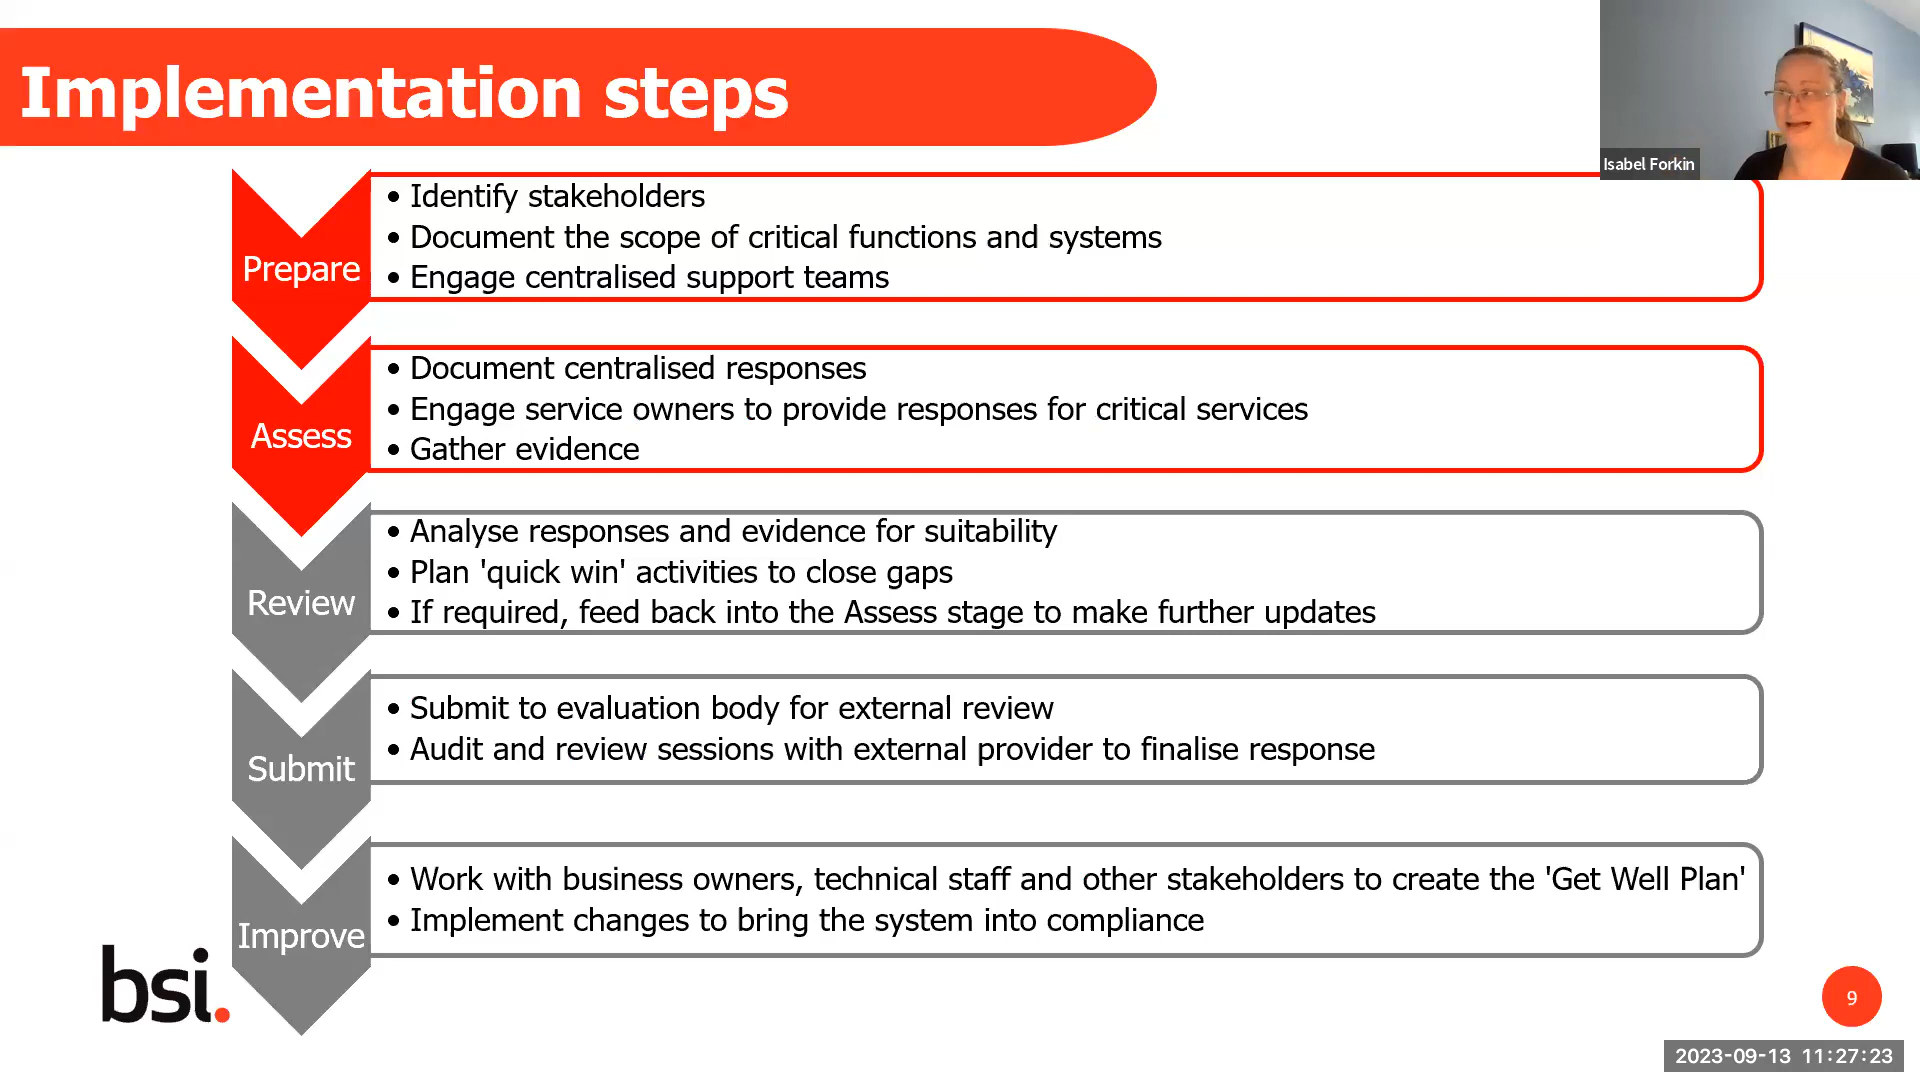 Implementation steps
Isabel Forkin
Prepare
• Identify stakeholders
• Document the scope of critical functions and systems
• Engage centralised support teams
Assess
• Document centralised responses
• Engage service owners to provide responses for critical services
• Gather evidence
Review
• Analyse responses and evidence for suitability
• Plan 'quick win' activities to close gaps
• If required, feed back into the Assess stage to make further updates
Submit
• Submit to evaluation body for external review
• Audit and review sessions with external provider to finalise response
Improve
• Work with business owners, technical staff and other stakeholders to create the 'Get Well Plan'
• Implement changes to bring the system into compliance
bsi.
9
2023-09-13 11:27:23